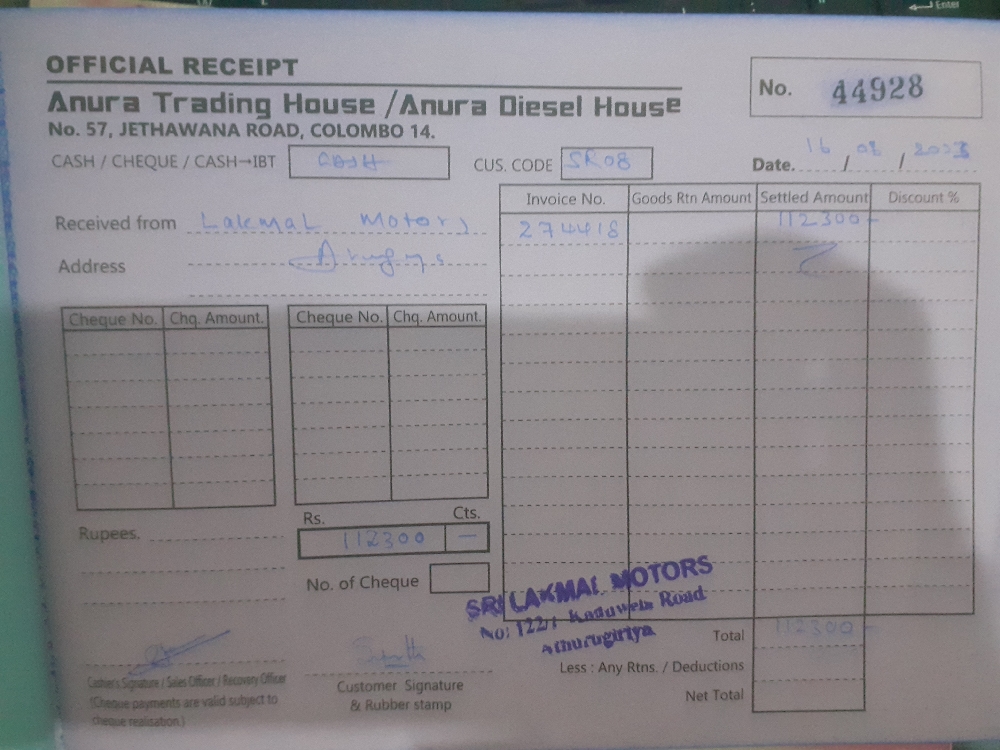 Enter
OFFICIAL RECEIPT
Anura Trading House / Anura Diesel House
No. 57, JETHAWANA ROAD, COLOMBO 14.
No. 44928
CASH / CHEQUE / CASH→IBT
CUS. CODE SR08
Date. 16 / 08 / 2023
Received from Lakmal Motors
Address
Invoice No. Goods Rtn Amount Settled Amount Discount %
274418 112300-
Cheque No. Chq. Amount. Cheque No. Chq. Amount.
Rupees.
Rs. Cts.
112300 —
No. of Cheque
SRI LAKMAL MOTORS
No: 122/1 Kaduwela Road
Athurugiriya
Total 112300-
Less : Any Rtns. / Deductions
Net Total
Cashier's Signature / Sales Officer / Recovery Officer
(Cheque payments are valid subject to
cheque realisation.)
Customer Signature
& Rubber stamp